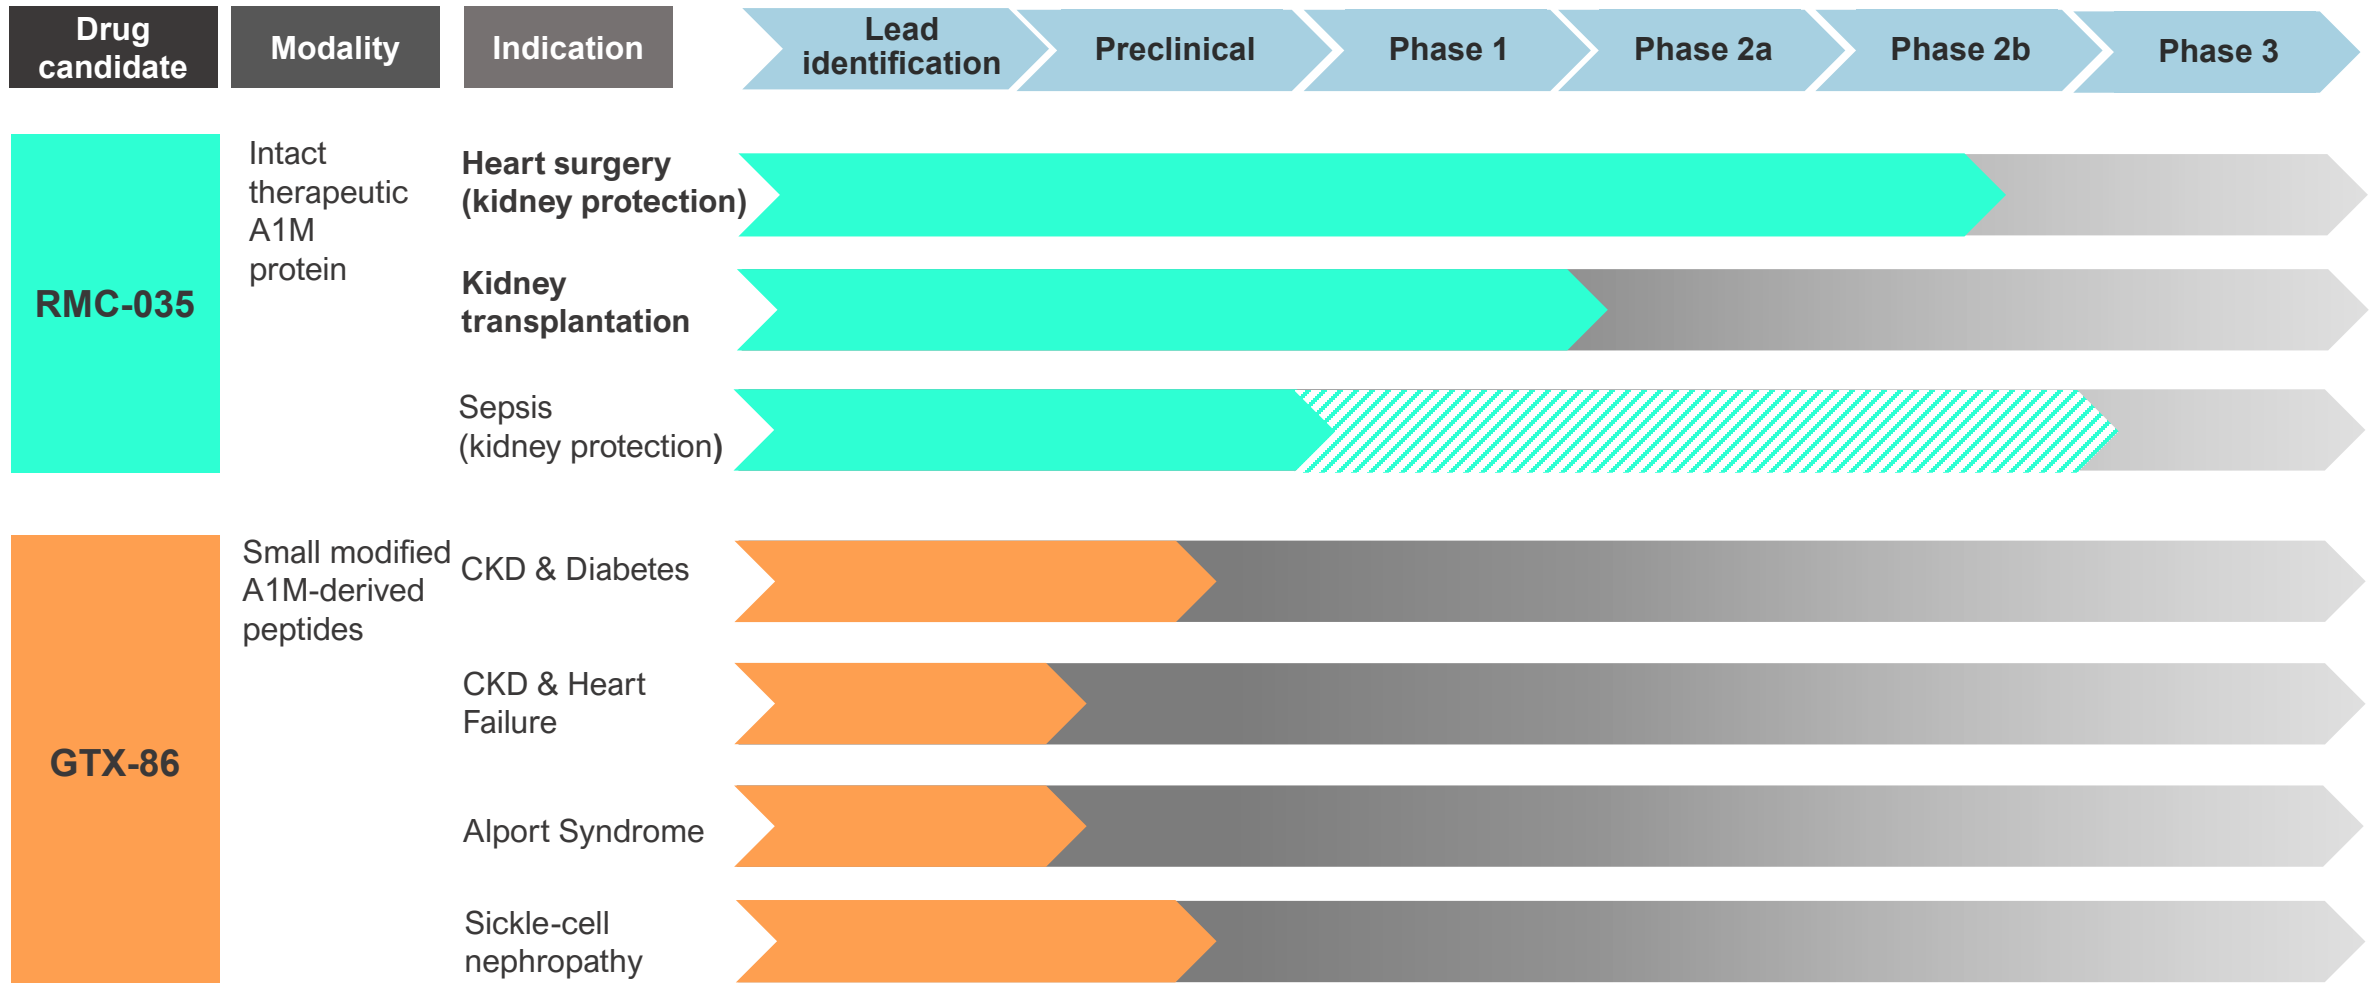 Drug
candidate
Modality
Indication
Lead
identification
Preclinical
Phase 1
Phase 2a
Phase 2b
Phase 3
RMC-035
Intact
therapeutic
A1M
protein
Heart surgery
(kidney protection)
Kidney
transplantation
Sepsis
(kidney protection)
GTX-86
Small modified
A1M-derived
peptides
CKD & Diabetes
CKD & Heart
Failure
Alport Syndrome
Sickle-cell
nephropathy